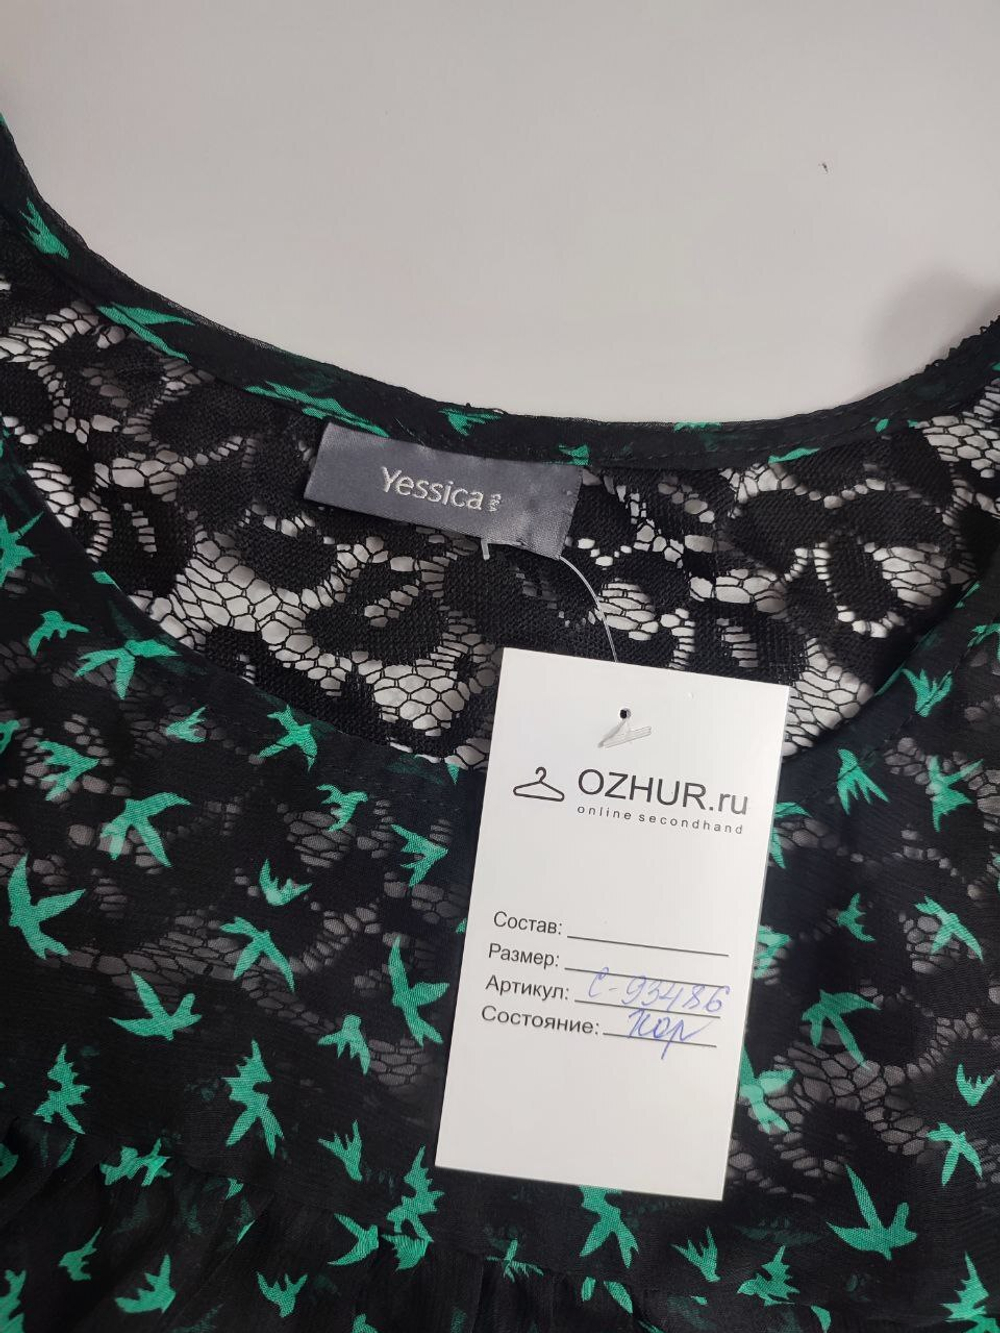 Yessica
OZHUR.ru
online secondhand
Состав:
Размер:
Артикул: С-93486
Состояние: Хор